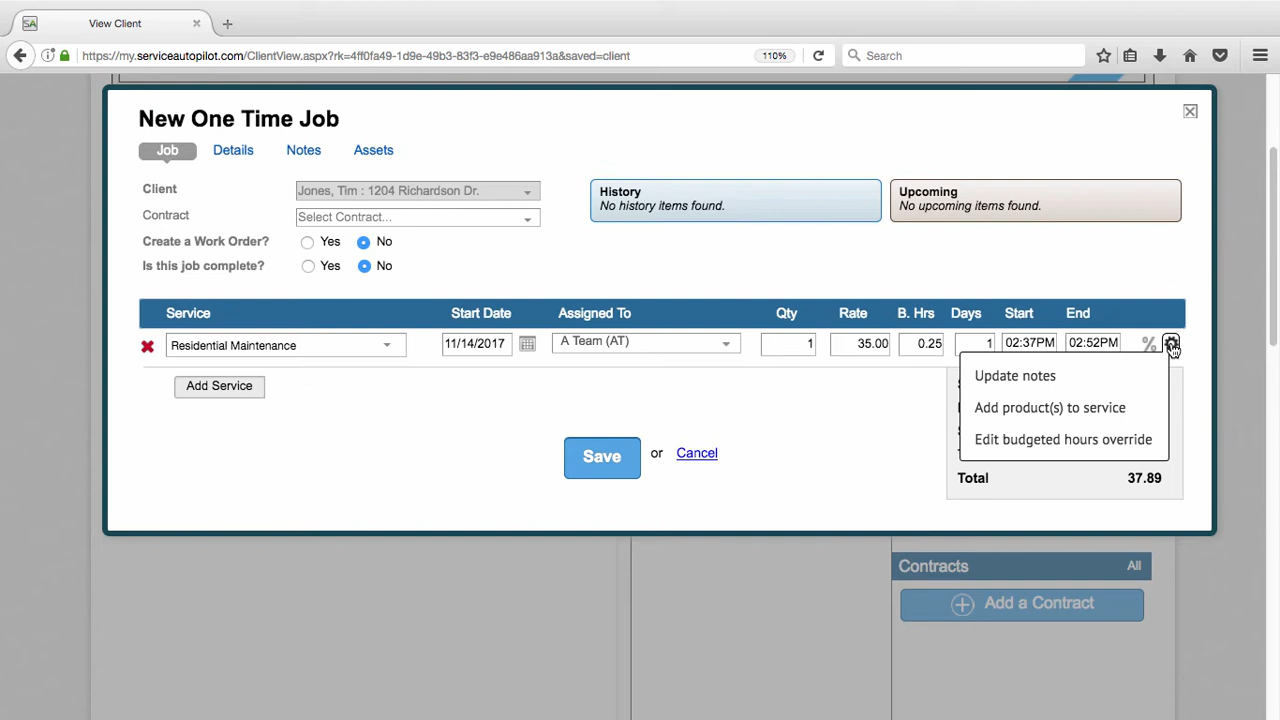 SA View Client
https://my.serviceautopilot.com/ClientView.aspx?rk=4ff0fa49-1d9e-49b3-83f3-e9e486aa913a&saved=client 110% Search
New One Time Job
Job Details Notes Assets
Client Jones, Tim : 1204 Richardson Dr.
Contract Select Contract...
Create a Work Order? Yes No
Is this job complete? Yes No
History
No history items found.
Upcoming
No upcoming items found.
Service Start Date Assigned To Qty Rate B. Hrs Days Start End
Residential Maintenance 11/14/2017 A Team (AT) 1 35.00 0.25 1 02:37PM 02:52PM %
Add Service
Update notes
Add product(s) to service
Edit budgeted hours override
Total 37.89
Save or Cancel
Contracts All
Add a Contract